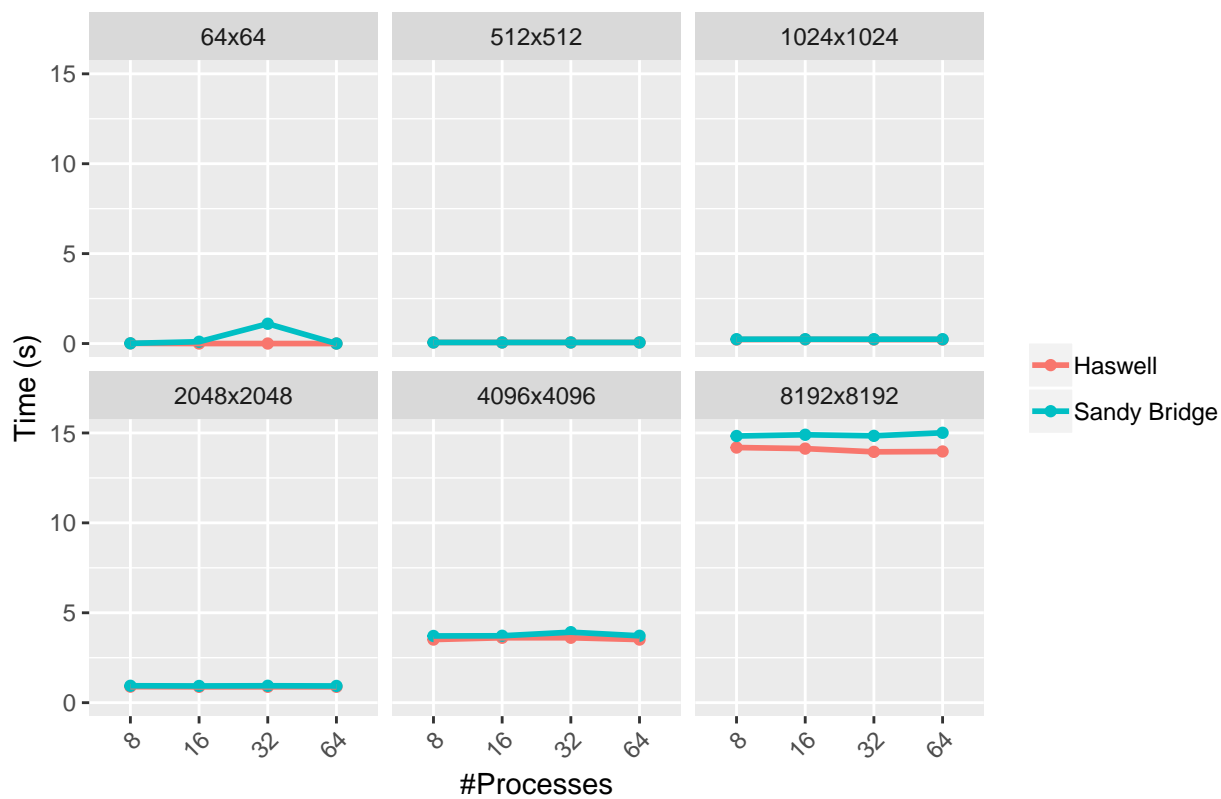 64x64
512x512
1024x1024
15
10
5
0
2048x2048
4096x4096
8192x8192
15
10
5
0
8
16
32
64
8
16
32
64
8
16
32
64
#Processes
Time (s)
Haswell
Sandy Bridge